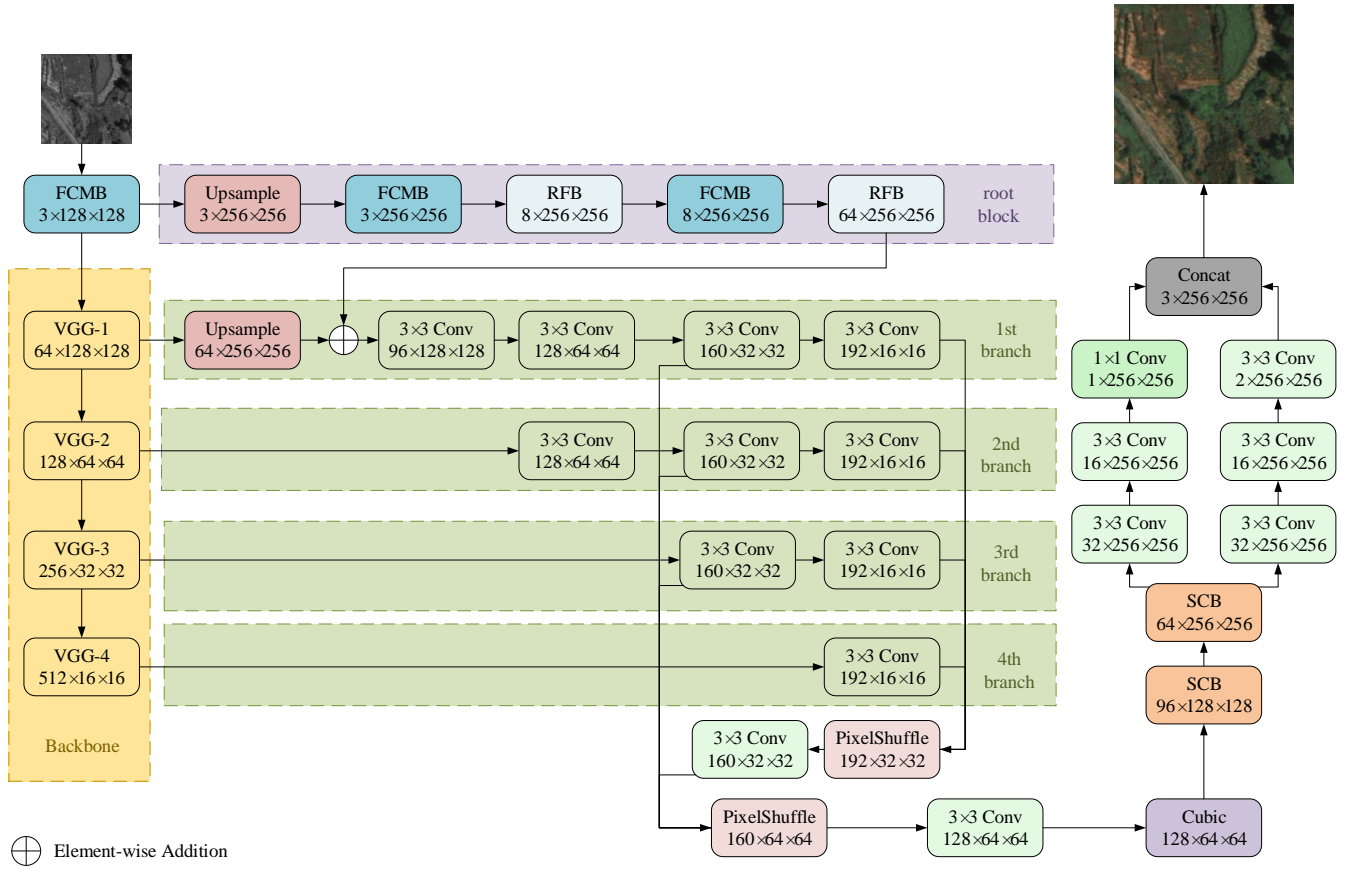 FCMB
3×128×128
Upsample
3×256×256
FCMB
3×256×256
RFB
8×256×256
FCMB
8×256×256
RFB
64×256×256
root
block
VGG-1
64×128×128
Upsample
64×256×256
3×3 Conv
96×128×128
3×3 Conv
128×64×64
3×3 Conv
160×32×32
3×3 Conv
192×16×16
1st
branch
VGG-2
128×64×64
3×3 Conv
128×64×64
3×3 Conv
160×32×32
3×3 Conv
192×16×16
2nd
branch
VGG-3
256×32×32
3×3 Conv
160×32×32
3×3 Conv
192×16×16
3rd
branch
VGG-4
512×16×16
3×3 Conv
192×16×16
4th
branch
Backbone
3×3 Conv
160×32×32
PixelShuffle
192×32×32
PixelShuffle
160×64×64
3×3 Conv
128×64×64
Cubic
128×64×64
SCB
96×128×128
SCB
64×256×256
3×3 Conv
32×256×256
3×3 Conv
32×256×256
3×3 Conv
16×256×256
3×3 Conv
16×256×256
1×1 Conv
1×256×256
3×3 Conv
2×256×256
Concat
3×256×256
Element-wise Addition